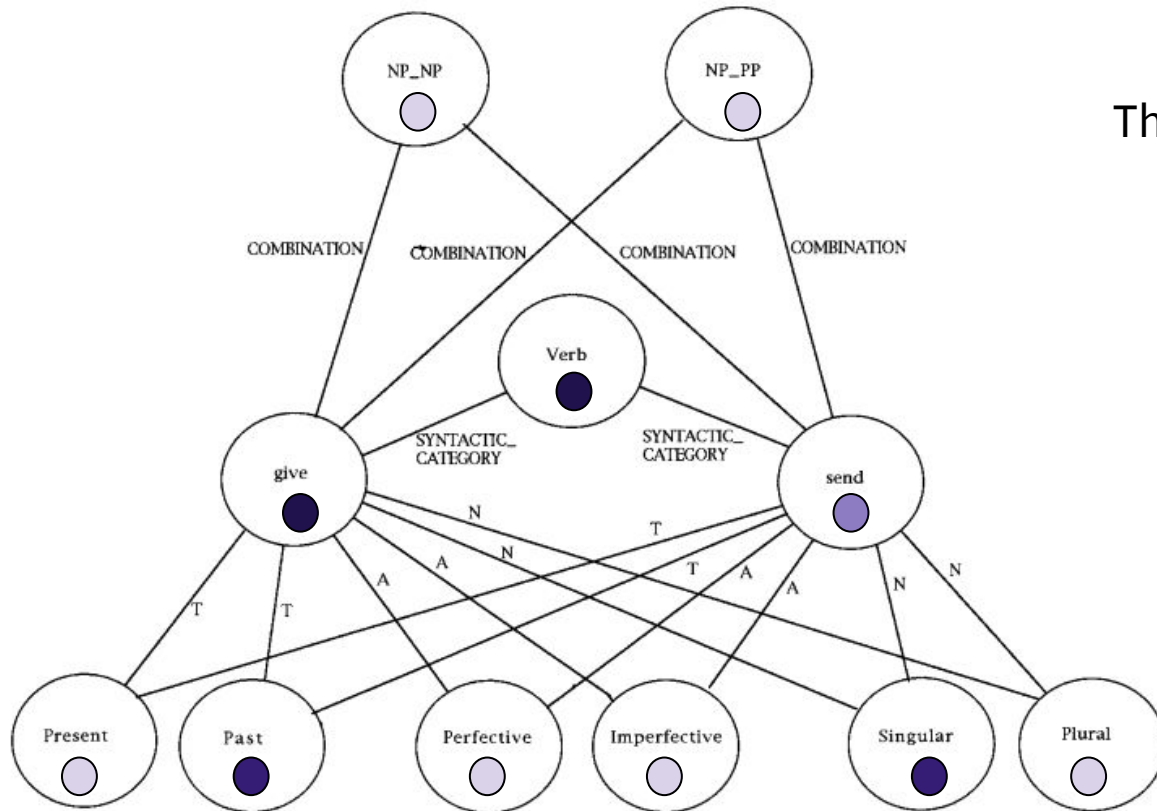 NP_NP
NP_PP
Th
COMBINATION
COMBINATION
COMBINATION
COMBINATION
Verb
SYNTACTIC_
CATEGORY
SYNTACTIC_
CATEGORY
give
send
N
T
N
T
A
N
A
A
A
N
T
T
Present
Past
Perfective
Imperfective
Singular
Plural